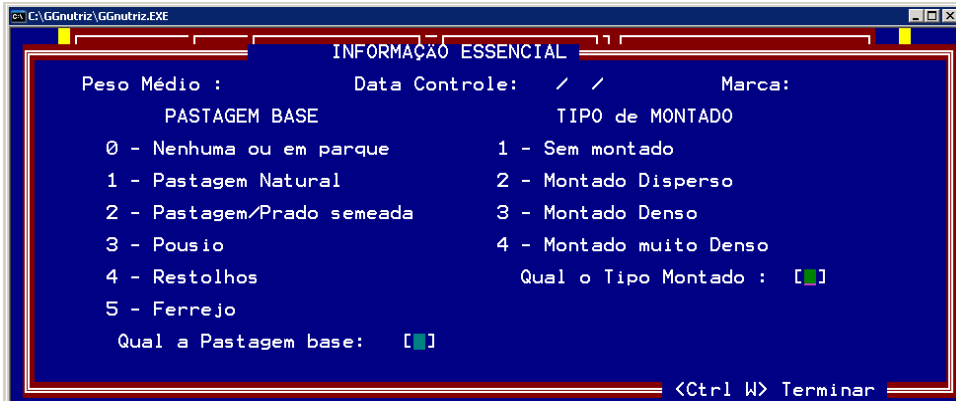 C:\GGnutriz\GGnutriz.EXE
INFORMAÇÃO ESSENCIAL
Peso Médio : Data Controle: / / Marca:
PASTAGEM BASE TIPO de MONTADO
0 - Nenhuma ou em parque 1 - Sem montado
1 - Pastagem Natural 2 - Montado Disperso
2 - Pastagem/Prado semeada 3 - Montado Denso
3 - Pousio 4 - Montado muito Denso
4 - Restolhos Qual o Tipo Montado : [ ]
5 - Ferrejo
Qual a Pastagem base: [ ]
<Ctrl W> Terminar